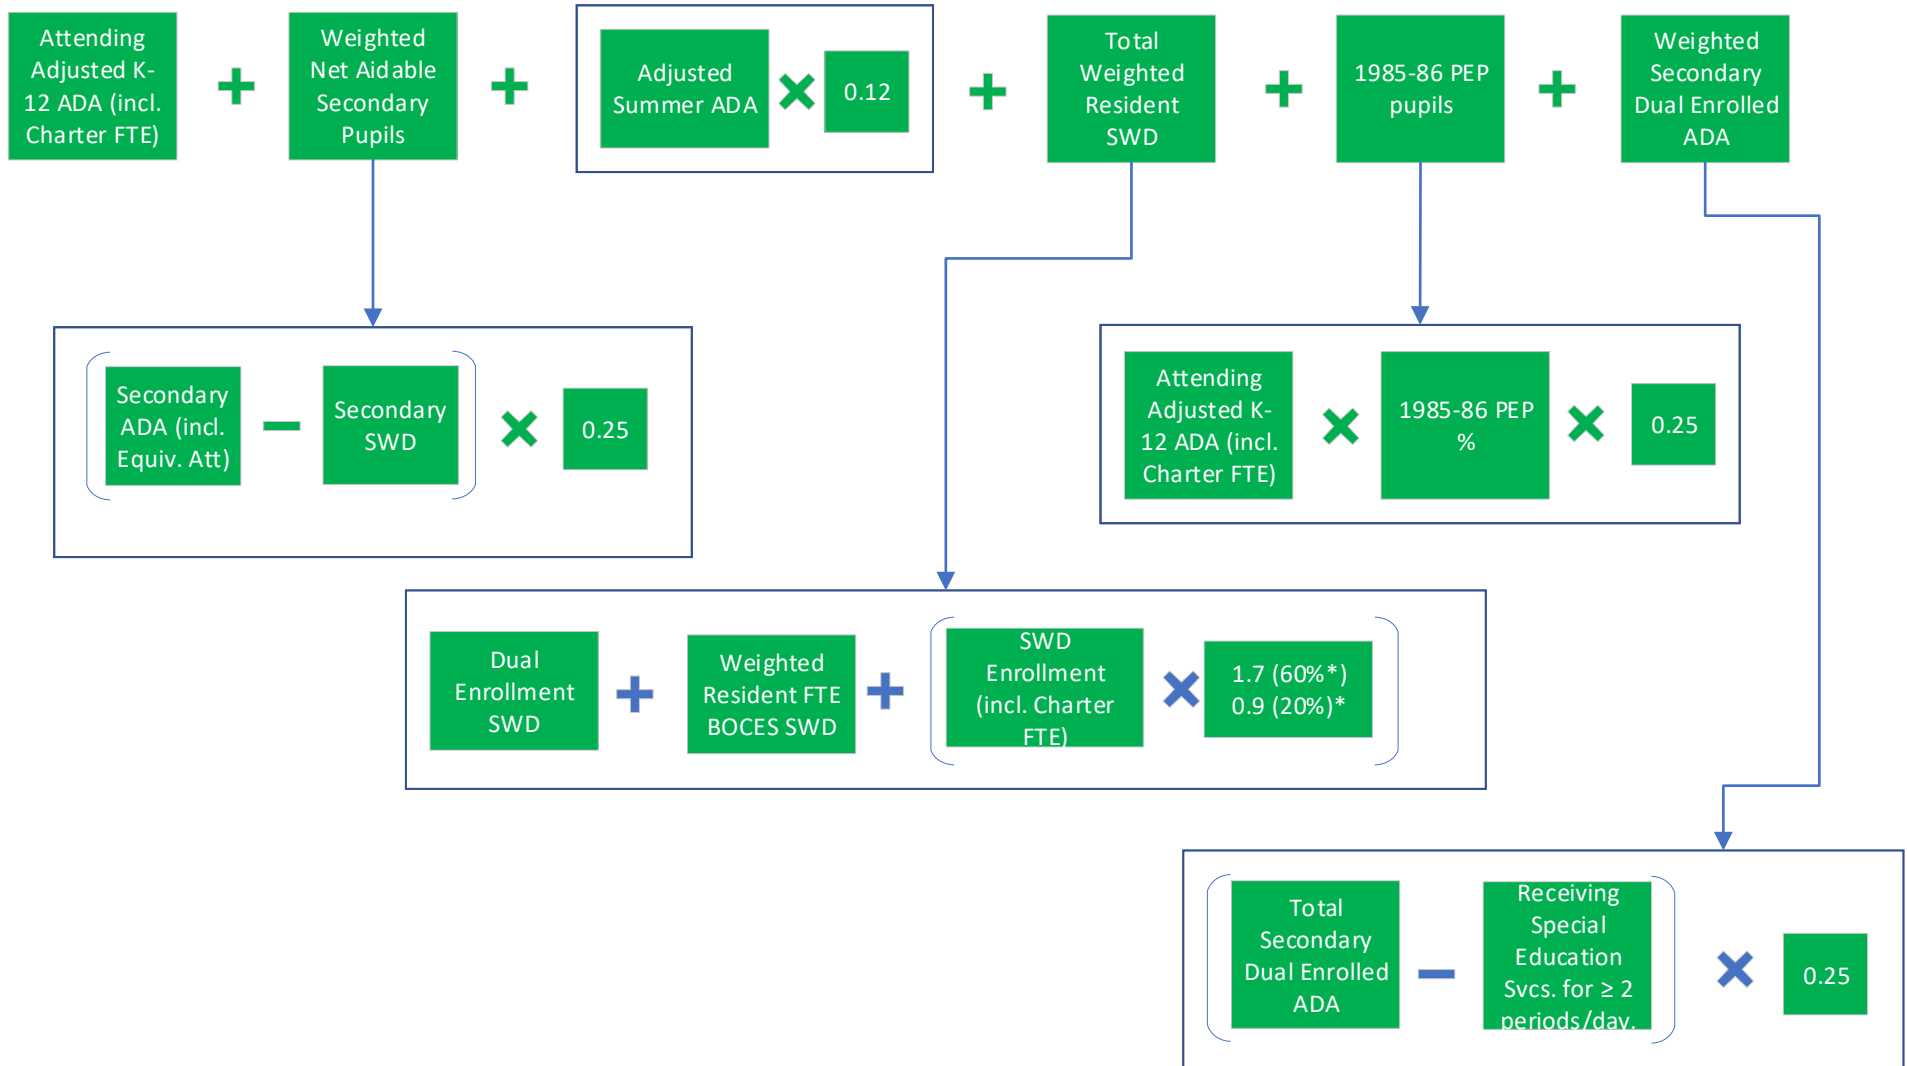 Attending
Adjusted K-
12 ADA (incl.
Charter FTE)
Weighted
Net Aidable
Secondary
Pupils
Adjusted
Summer ADA
0.12
Total
Weighted
Resident
SWD
1985-86 PEP
pupils
Weighted
Secondary
Dual Enrolled
ADA
Secondary
ADA (incl.
Equiv. Att)
Secondary
SWD
0.25
Attending
Adjusted K-
12 ADA (incl.
Charter FTE)
1985-86 PEP
%
0.25
Dual
Enrollment
SWD
Weighted
Resident FTE
BOCES SWD
SWD
Enrollment
(incl. Charter
FTE)
1.7 (60%*)
0.9 (20%)*
Total
Secondary
Dual Enrolled
ADA
Receiving
Special
Education
Svcs. for ≥ 2
periods/day.
0.25